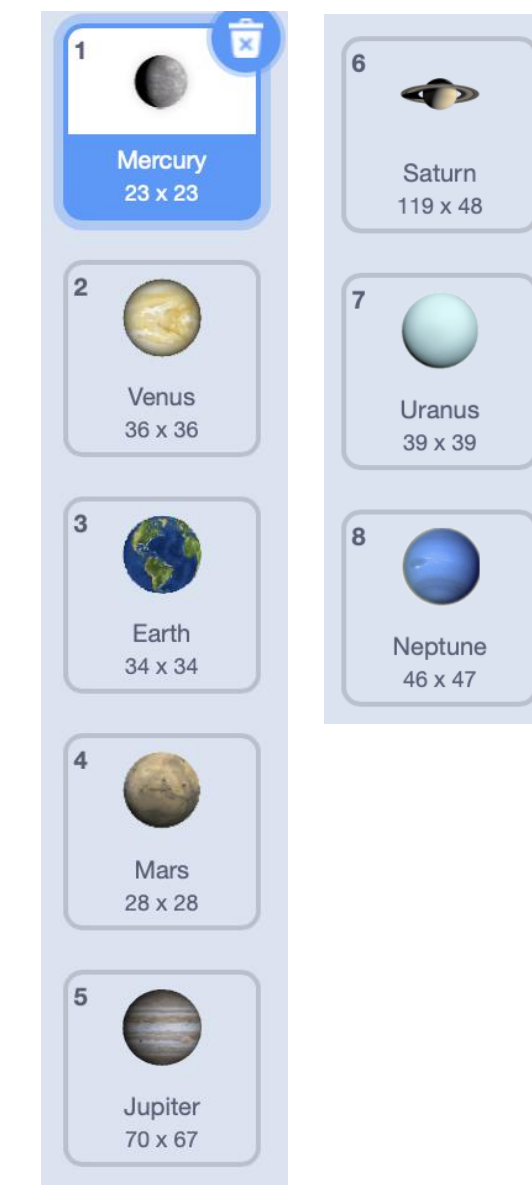 1
Mercury
23 x 23
2
Venus
36 x 36
3
Earth
34 x 34
4
Mars
28 x 28
5
Jupiter
70 x 67
6
Saturn
119 x 48
7
Uranus
39 x 39
8
Neptune
46 x 47